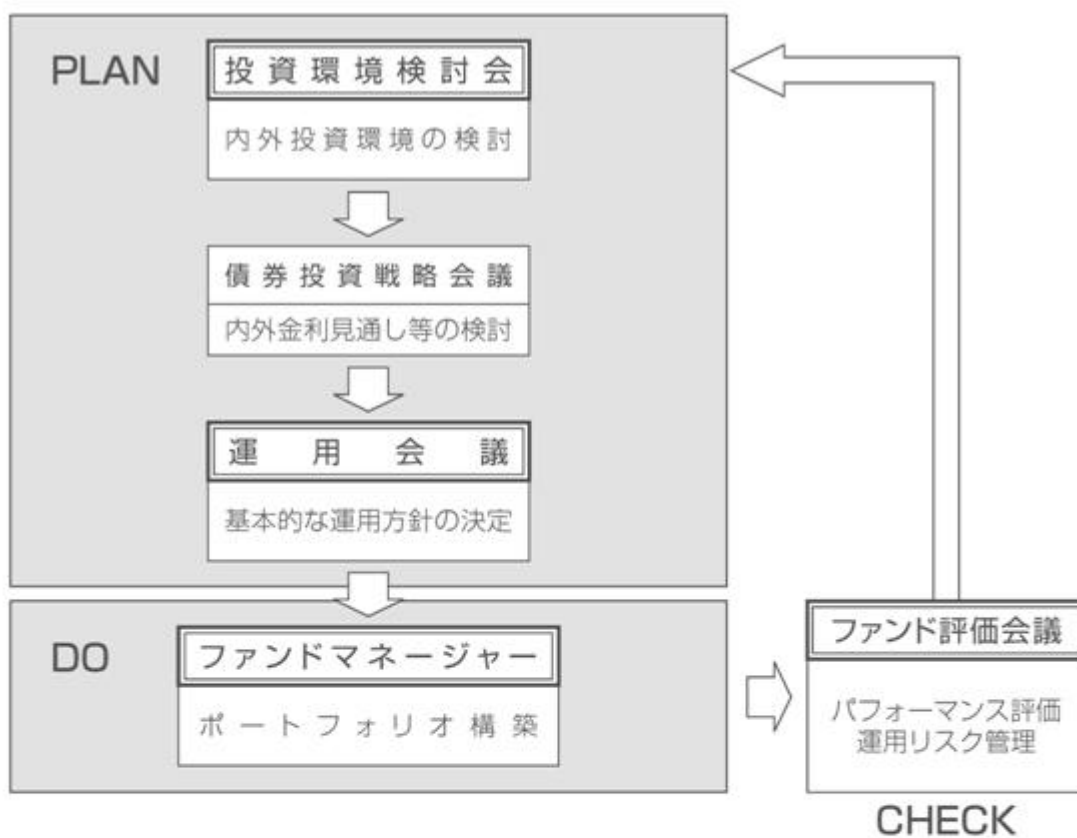 PLAN
投資環境検討会
内外投資環境の検討
債券投資戦略会議
内外金利見通し等の検討
運用会議
基本的な運用方針の決定
DO
ファンドマネージャー
ポートフォリオ構築
ファンド評価会議
パフォーマンス評価
運用リスク管理
CHECK